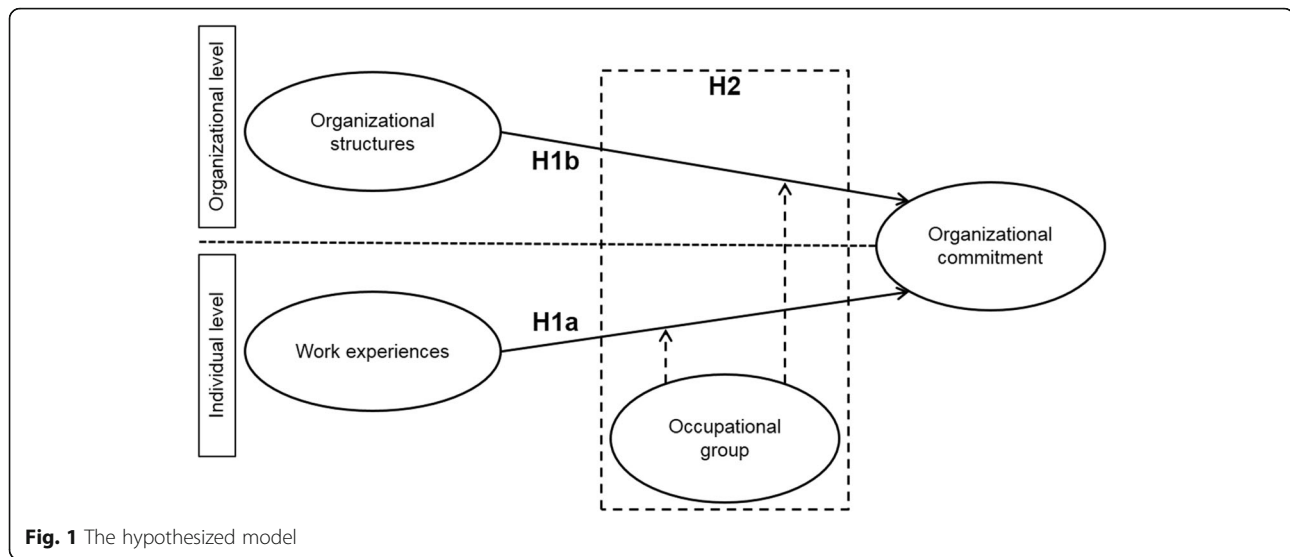 Organizational level
Organizational
structures
H1b
H2
Organizational
commitment
Individual level
Work experiences
H1a
Occupational
group
Fig. 1 The hypothesized model